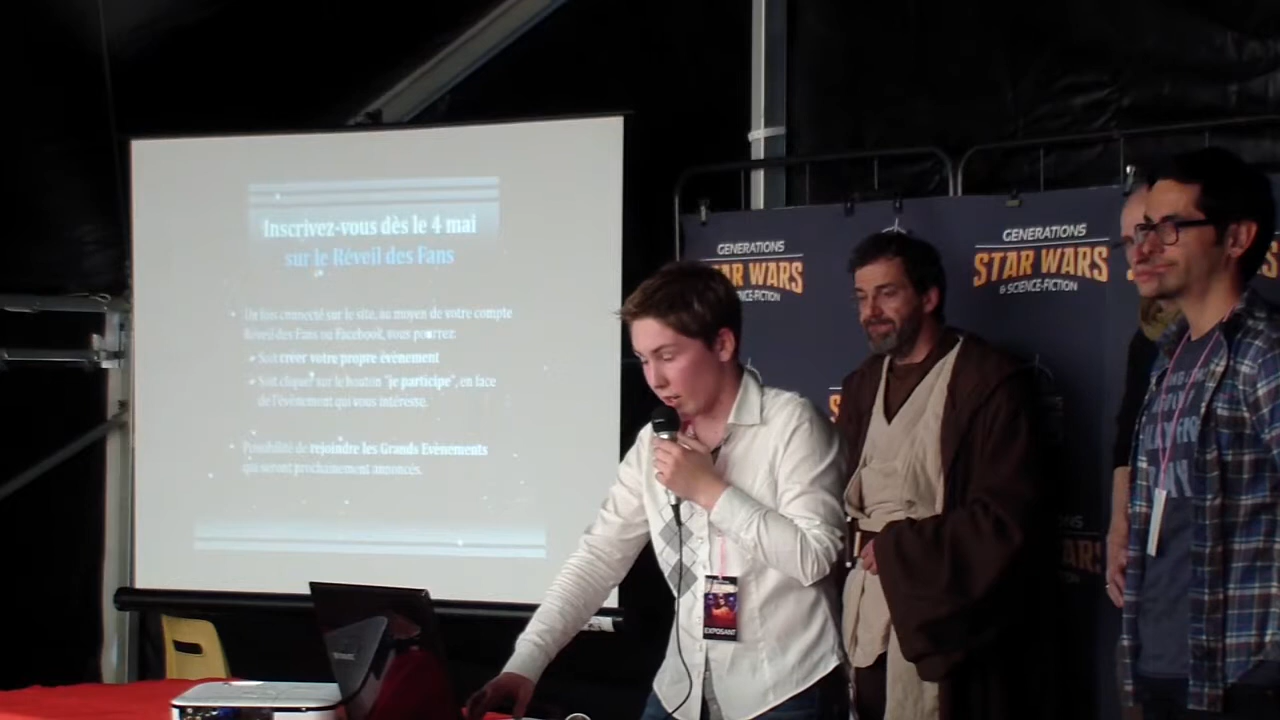 Inscrivez-vous dès le 4 mai
sur le Réveil des Fans
• Un fois connecté sur le site, au moyen de votre compte
Réveil des Fans ou Facebook, vous pourrez:
Soit créer votre propre évènement
Soit cliquer sur le bouton "je participe", en face
de l'évènement qui vous intéresse.
Possibilité de rejoindre les Grands Evènements
qui seront prochainement annoncés.
GENERATIONS
STAR WARS
& SCIENCE-FICTION
GENERATIONS
STAR WARS
& SCIENCE-FICTION
EXPOSANT